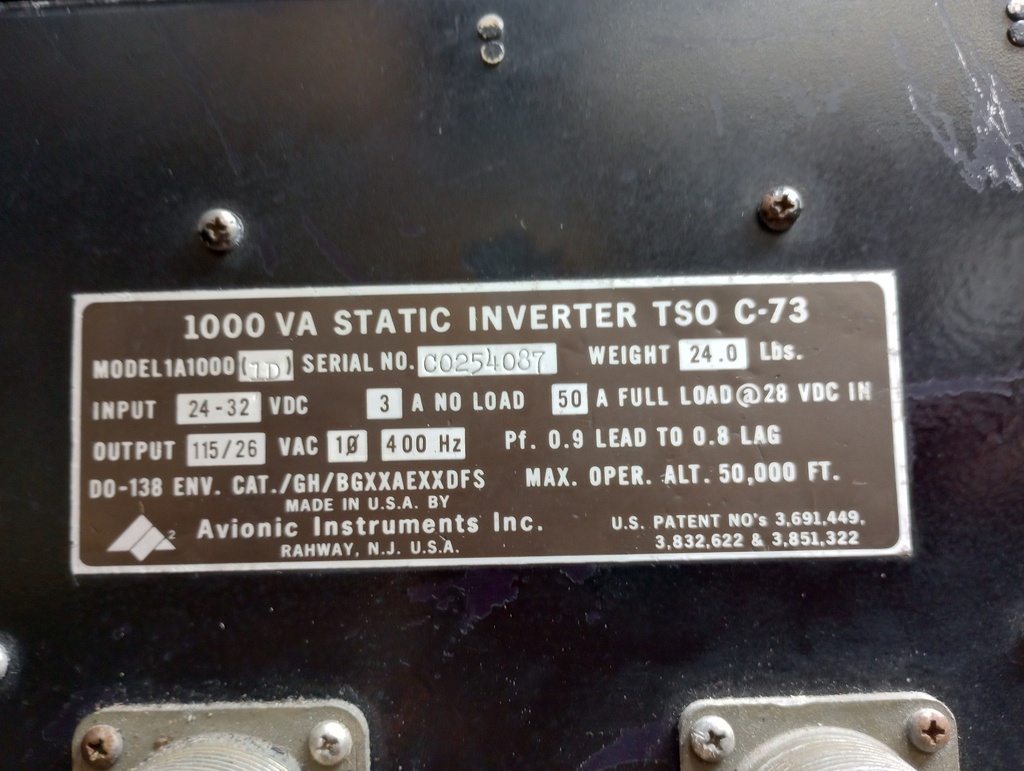 1000 VA STATIC INVERTER TSO C-73
MODEL 1A1000 (1D) SERIAL NO. C0254087 WEIGHT 24.0 Lbs.
INPUT 24-32 VDC 3 A NO LOAD 50 A FULL LOAD @ 28 VDC IN
OUTPUT 115/26 VAC 1Ø 400 Hz Pf. 0.9 LEAD TO 0.8 LAG
DO-138 ENV. CAT./GH/BGXXAEXXDFS MAX. OPER. ALT. 50,000 FT.
MADE IN U.S.A. BY
2 Avionic Instruments Inc.
RAHWAY, N.J. U.S.A.
U.S. PATENT NO's 3,691,449,
3,832,622 & 3,851,322